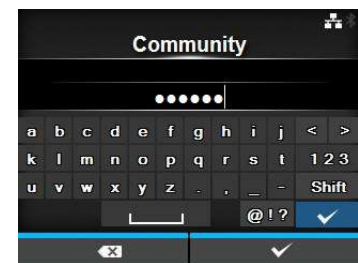 Community
••••••
a b c d e f g h i j < >
k l m n o p q r s t 1 2 3
u v w x y z . , _ - Shift
@ ! ?